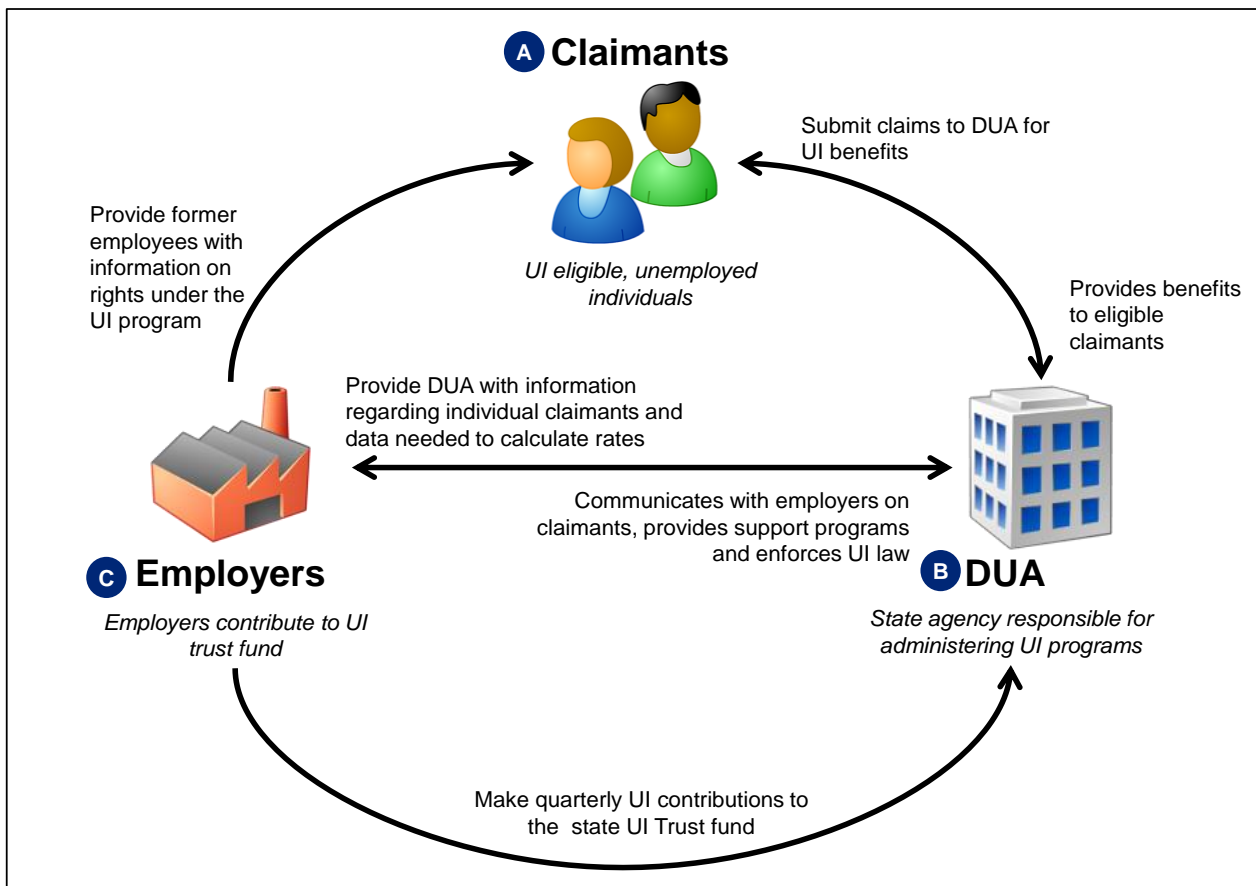 A Claimants
Submit claims to DUA for
UI benefits
Provide former
employees with
information on
rights under the
UI program
UI eligible, unemployed
individuals
Provides benefits
to eligible
claimants
Provide DUA with information
regarding individual claimants and
data needed to calculate rates
Communicates with employers on
claimants, provides support programs
and enforces UI law
C Employers
Employers contribute to UI
trust fund
B DUA
State agency responsible for
administering UI programs
Make quarterly UI contributions to
the state UI Trust fund